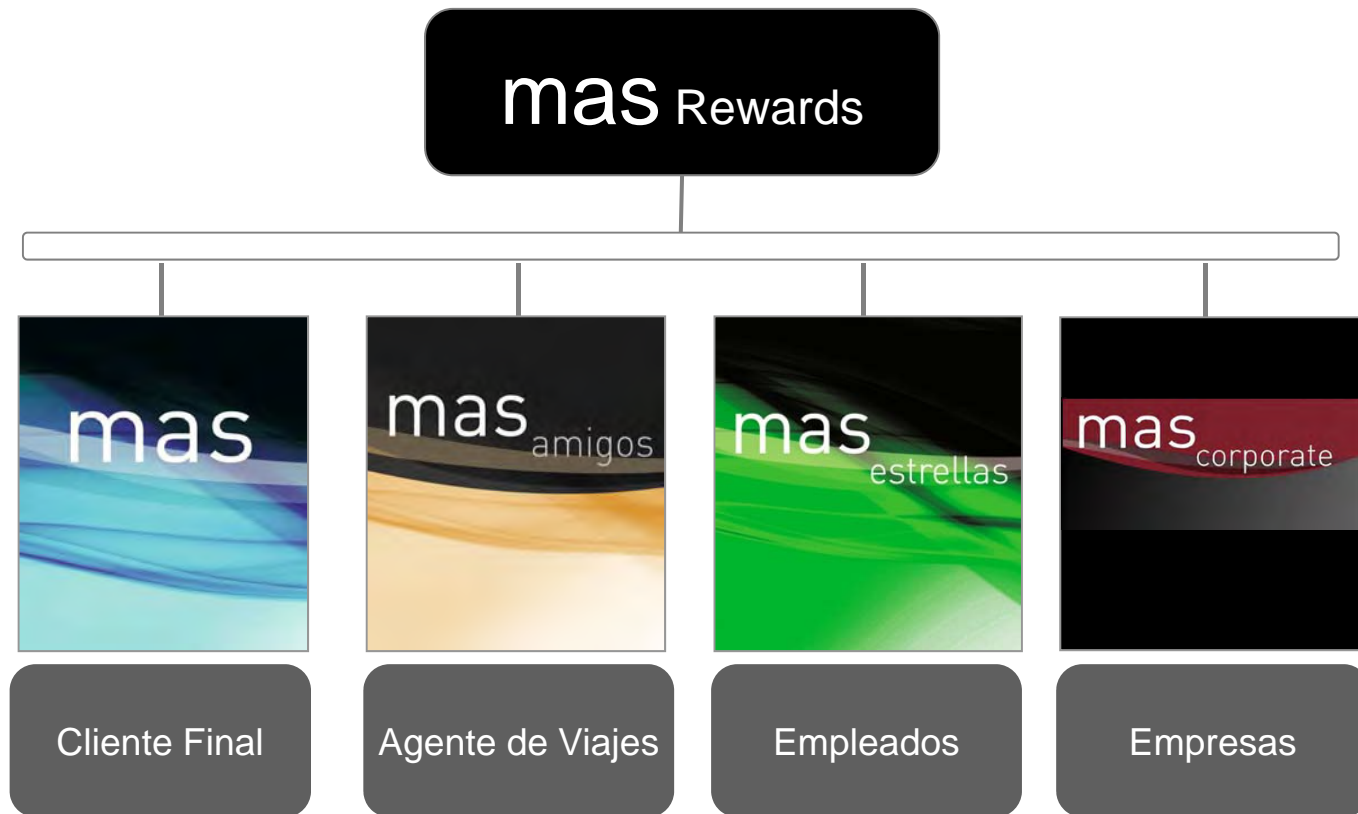 mas Rewards
mas
mas amigos
mas estrellas
mas corporate
Cliente Final
Agente de Viajes
Empleados
Empresas